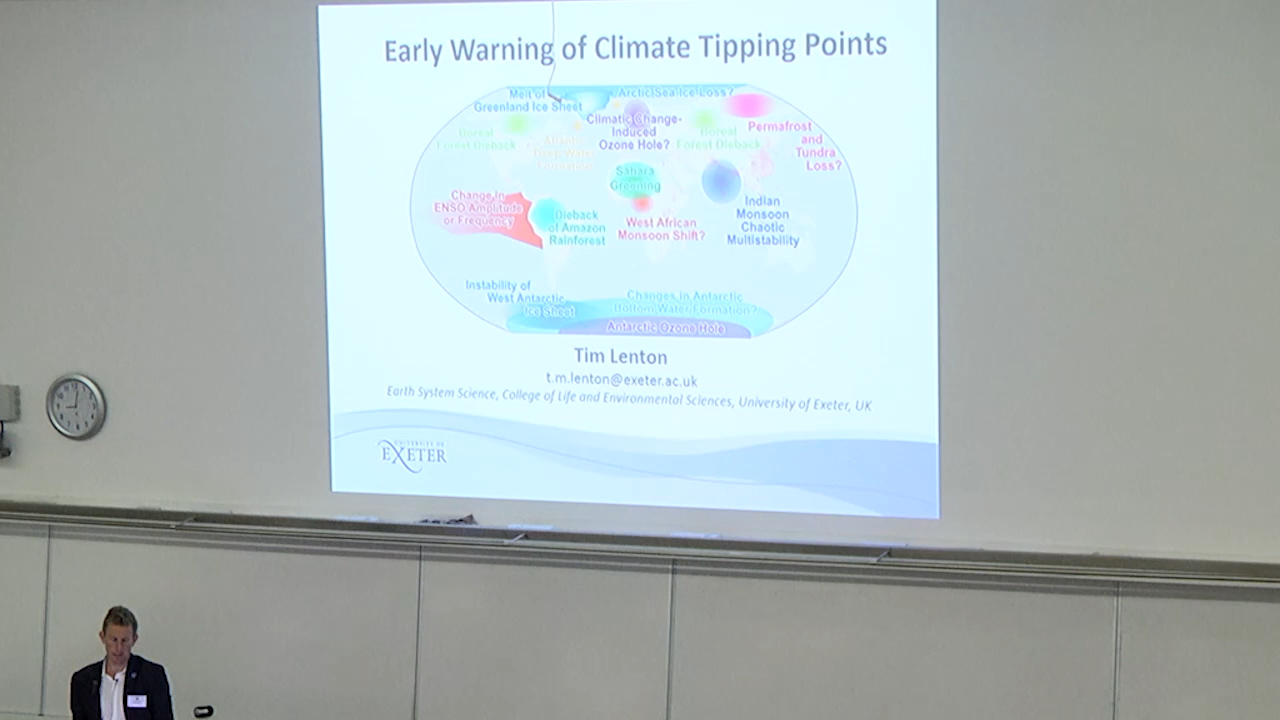 Early Warning of Climate Tipping Points
Melt of
Greenland Ice Sheet
Arctic Sea Ice Loss?
Climatic Change-
Induced
Ozone Hole?
Boreal
Forest Dieback
Atlantic
Deep Water
Formation
Boreal
Forest Dieback
Permafrost
and
Tundra
Loss?
Sahara
Greening
Change in
ENSO Amplitude
or Frequency
Dieback
of Amazon
Rainforest
West African
Monsoon Shift?
Indian
Monsoon
Chaotic
Multistability
Instability of
West Antarctic
Ice Sheet
Changes in Antarctic
Bottom Water Formation?
Antarctic Ozone Hole
Tim Lenton
t.m.lenton@exeter.ac.uk
Earth System Science, College of Life and Environmental Sciences, University of Exeter, UK
UNIVERSITY OF
EXETER